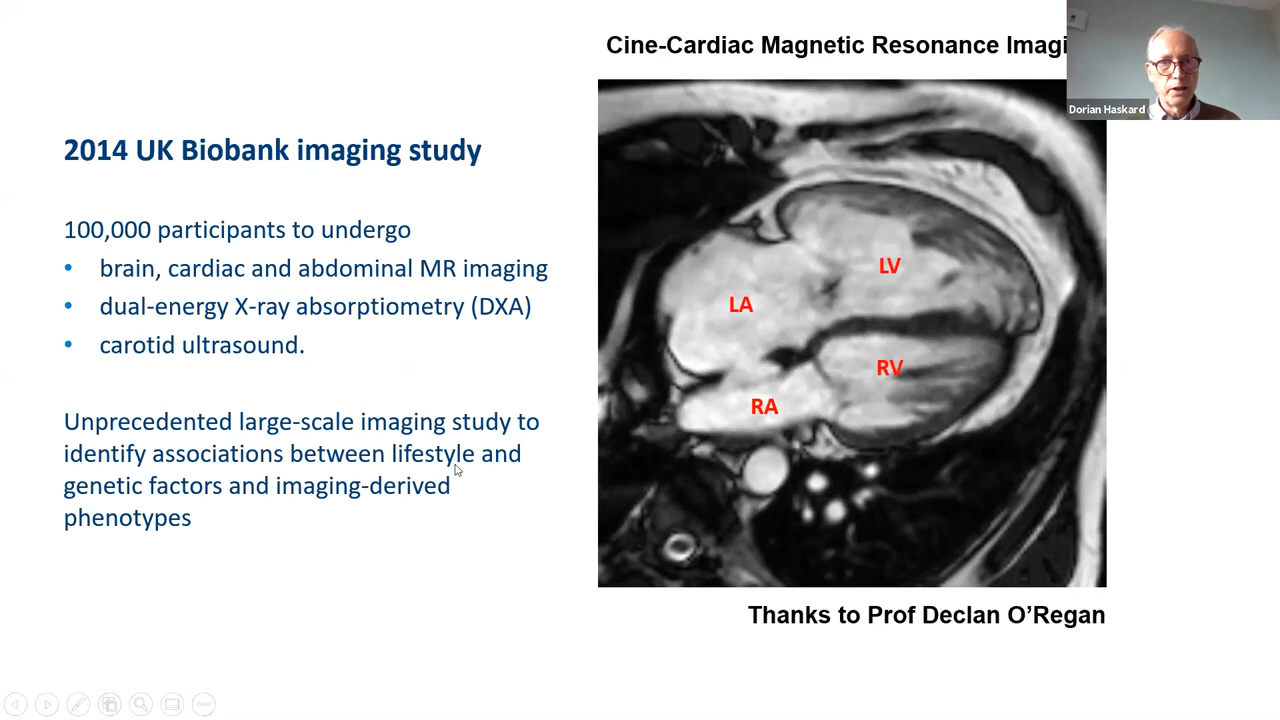 Cine-Cardiac Magnetic Resonance Imagi
Dorian Haskard
2014 UK Biobank imaging study
100,000 participants to undergo
• brain, cardiac and abdominal MR imaging
• dual-energy X-ray absorptiometry (DXA)
• carotid ultrasound.
Unprecedented large-scale imaging study to
identify associations between lifestyle and
genetic factors and imaging-derived
phenotypes
LV
LA
RV
RA
Thanks to Prof Declan O’Regan